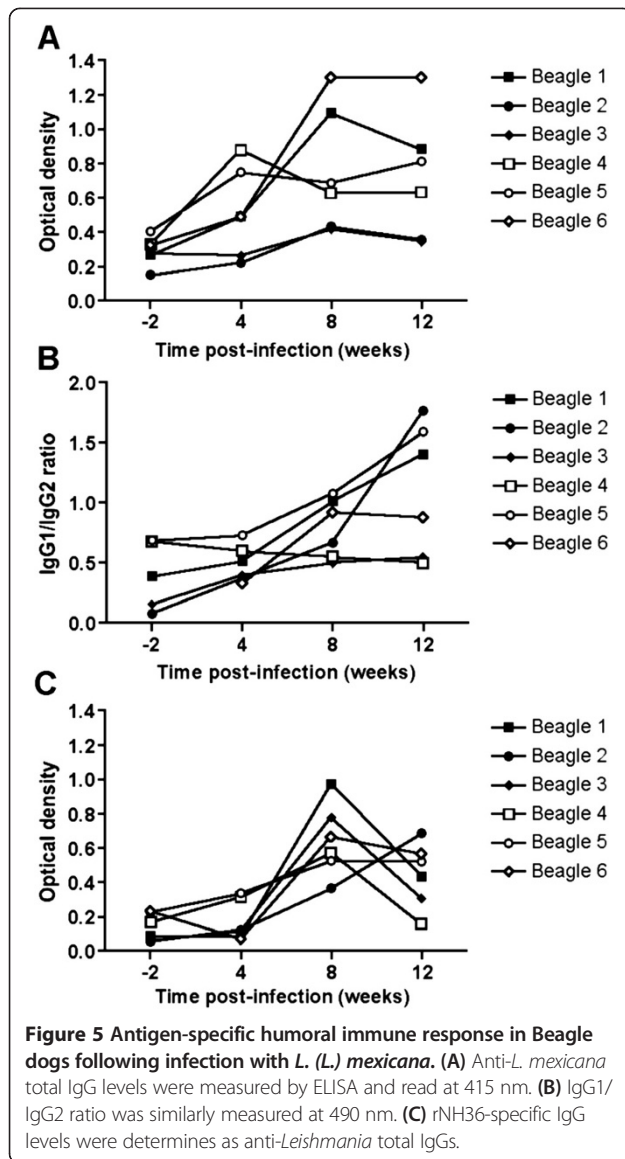 A
Optical density
1.4
1.2
1.0
0.8
0.6
0.4
0.2
0.0
-2 4 8 12
Time post-infection (weeks)
Beagle 1
Beagle 2
Beagle 3
Beagle 4
Beagle 5
Beagle 6
B
IgG1/IgG2 ratio
2.0
1.5
1.0
0.5
0.0
-2 4 8 12
Time post-infection (weeks)
Beagle 1
Beagle 2
Beagle 3
Beagle 4
Beagle 5
Beagle 6
C
Optical density
1.4
1.2
1.0
0.8
0.6
0.4
0.2
0.0
-2 4 8 12
Time post-infection (weeks)
Beagle 1
Beagle 2
Beagle 3
Beagle 4
Beagle 5
Beagle 6
Figure 5 Antigen-specific humoral immune response in Beagle
dogs following infection with L. (L.) mexicana. (A) Anti-L. mexicana
total IgG levels were measured by ELISA and read at 415 nm. (B) IgG1/
IgG2 ratio was similarly measured at 490 nm. (C) rNH36-specific IgG
levels were determines as anti-Leishmania total IgGs.